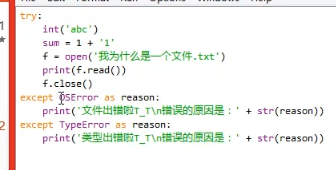 try:
    int('abc')
    sum = 1 + '1'
    f = open('我为什么是一个文件.txt')
    print(f.read())
    f.close()
except OSError as reason:
    print('文件出错啦T_T\n错误的原因是：' + str(reason))
except TypeError as reason:
    print('类型出错啦T_T\n错误的原因是：' + str(reason))